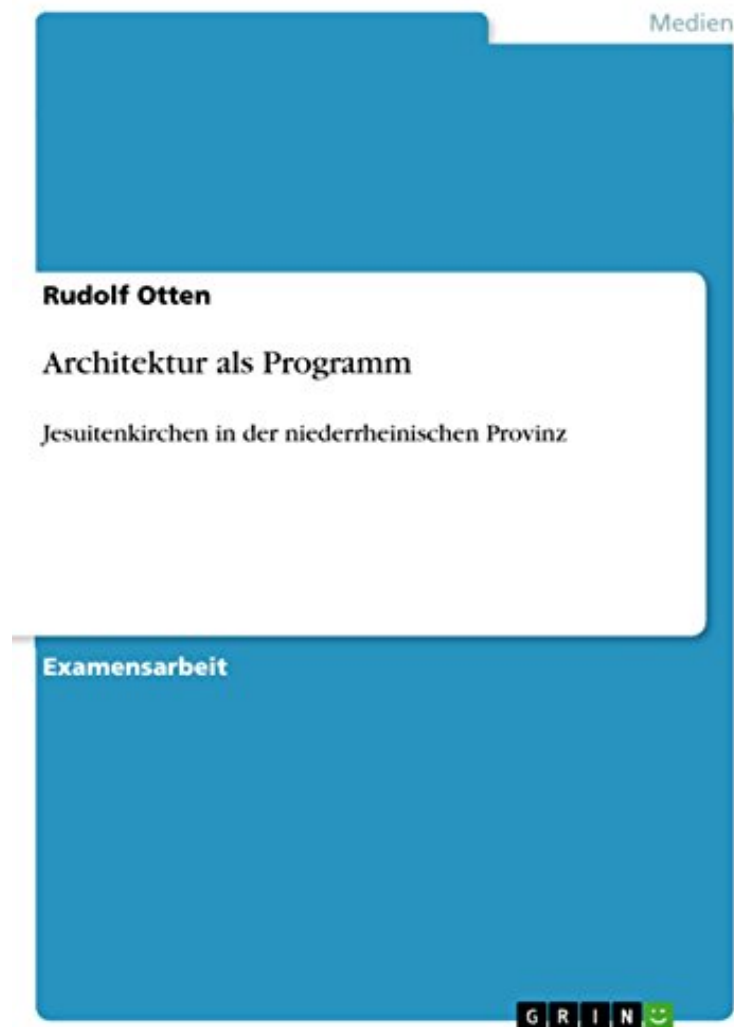 Medien
Rudolf Otten
Architektur als Programm
Jesuitenkirchen in der niederrheinischen Provinz
Examensarbeit
GRIN